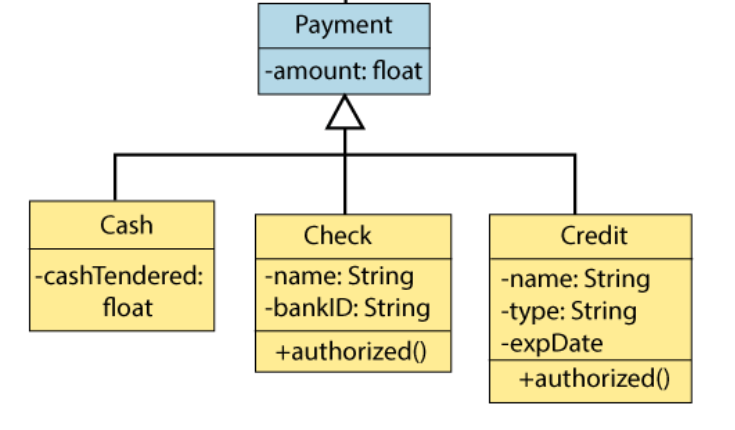 Payment
-amount: float
Cash
-cashTendered:
float
Check
-name: String
-bankID: String
+authorized()
Credit
-name: String
-type: String
-expDate
+authorized()